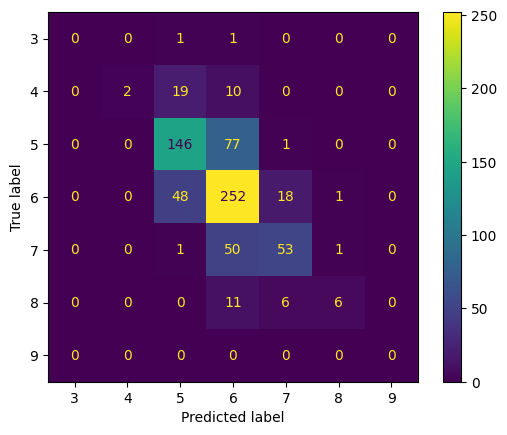 3 0 0 1 1 0 0 0
4 0 2 19 10 0 0 0
5 0 0 146 77 1 0 0
6 0 0 48 252 18 1 0
7 0 0 1 50 53 1 0
8 0 0 0 11 6 6 0
9 0 0 0 0 0 0 0
3 4 5 6 7 8 9
Predicted label
True label
250
200
150
100
50
0